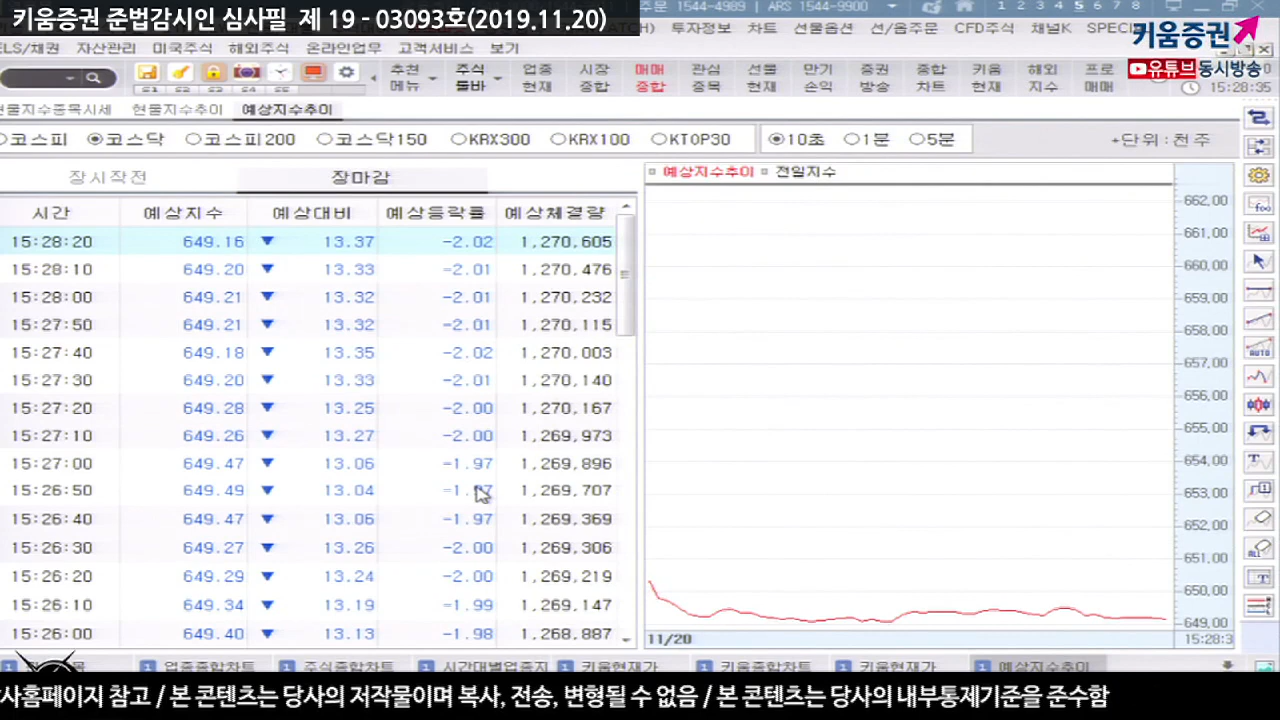 키움증권 준법감시인 심사필 제 19 - 03093호(2019.11.20)
주문 1544-4989 | ARS 1544-9900
1 2 3 4 5 6 7 8
투자정보 차트 선물옵션 선/옵주문 CFD주식 채널K SPECI
키움증권
ELS/채권 자산관리 미국주식 해외주식 온라인업무 고객서비스 보기
유튜브 동시방송
추천 주식 업종 시장 매매 관심 선물 만기 증권 종합 키움 해외 프로
메뉴 툴바 현재 종합 종합 종목 현재 손익 방송 차트 현재 지수 매매
15:28:35
현물지수종목시세 현물지수추이 예상지수추이
코스피 코스닥 코스피200 코스닥150 KRX300 KRX100 KTOP30 10초 1분 5분 +단위:천주
장시작전 장마감
예상지수추이 전일지수
시간 예상지수 예상대비 예상등락률 예상체결량
15:28:20 649.16 ▼ 13.37 -2.02 1,270,605
15:28:10 649.20 ▼ 13.33 -2.01 1,270,476
15:28:00 649.21 ▼ 13.32 -2.01 1,270,232
15:27:50 649.21 ▼ 13.32 -2.01 1,270,115
15:27:40 649.18 ▼ 13.35 -2.02 1,270,003
15:27:30 649.20 ▼ 13.33 -2.01 1,270,140
15:27:20 649.28 ▼ 13.25 -2.00 1,270,167
15:27:10 649.26 ▼ 13.27 -2.00 1,269,973
15:27:00 649.47 ▼ 13.06 -1.97 1,269,896
15:26:50 649.49 ▼ 13.04 1,269,707
15:26:40 649.47 ▼ 13.06 -1.97 1,269,369
15:26:30 649.27 ▼ 13.26 -2.00 1,269,306
15:26:20 649.29 ▼ 13.24 -2.00 1,269,219
15:26:10 649.34 ▼ 13.19 -1.99 1,269,147
15:26:00 649.40 ▼ 13.13 -1.98 1,268,887
662,00
661,00
660,00
659,00
658,00
657,00
656,00
655,00
654,00
653,00
652,00
651,00
650,00
649,00
11/20 15:28:3
업종종합차트 주식종합차트 시간대별업종지 키움현재가 키움종합차트 키움현재가 예상지수추이
사홈페이지 참고 / 본 콘텐츠는 당사의 저작물이며 복사, 전송, 변형될 수 없음 / 본 콘텐츠는 당사의 내부통제기준을 준수함